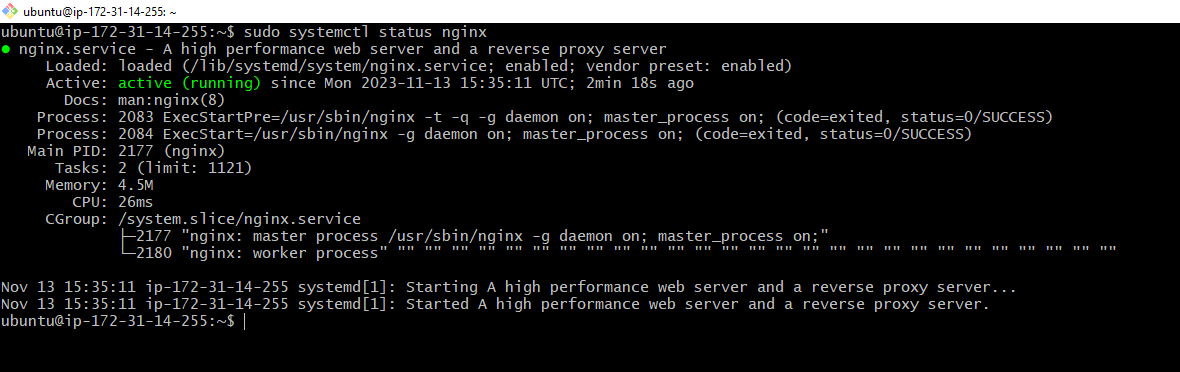 ubuntu@ip-172-31-14-255: ~
ubuntu@ip-172-31-14-255:~$ sudo systemctl status nginx
● nginx.service - A high performance web server and a reverse proxy server
     Loaded: loaded (/lib/systemd/system/nginx.service; enabled; vendor preset: enabled)
     Active: active (running) since Mon 2023-11-13 15:35:11 UTC; 2min 18s ago
       Docs: man:nginx(8)
    Process: 2083 ExecStartPre=/usr/sbin/nginx -t -q -g daemon on; master_process on; (code=exited, status=0/SUCCESS)
    Process: 2084 ExecStart=/usr/sbin/nginx -g daemon on; master_process on; (code=exited, status=0/SUCCESS)
   Main PID: 2177 (nginx)
      Tasks: 2 (limit: 1121)
     Memory: 4.5M
        CPU: 26ms
     CGroup: /system.slice/nginx.service
             ├─2177 "nginx: master process /usr/sbin/nginx -g daemon on; master_process on;"
             └─2180 "nginx: worker process" "" "" "" "" "" "" "" "" "" "" "" "" "" "" "" "" "" "" "" "" "" "" "" "" "" "" ""

Nov 13 15:35:11 ip-172-31-14-255 systemd[1]: Starting A high performance web server and a reverse proxy server...
Nov 13 15:35:11 ip-172-31-14-255 systemd[1]: Started A high performance web server and a reverse proxy server.
ubuntu@ip-172-31-14-255:~$